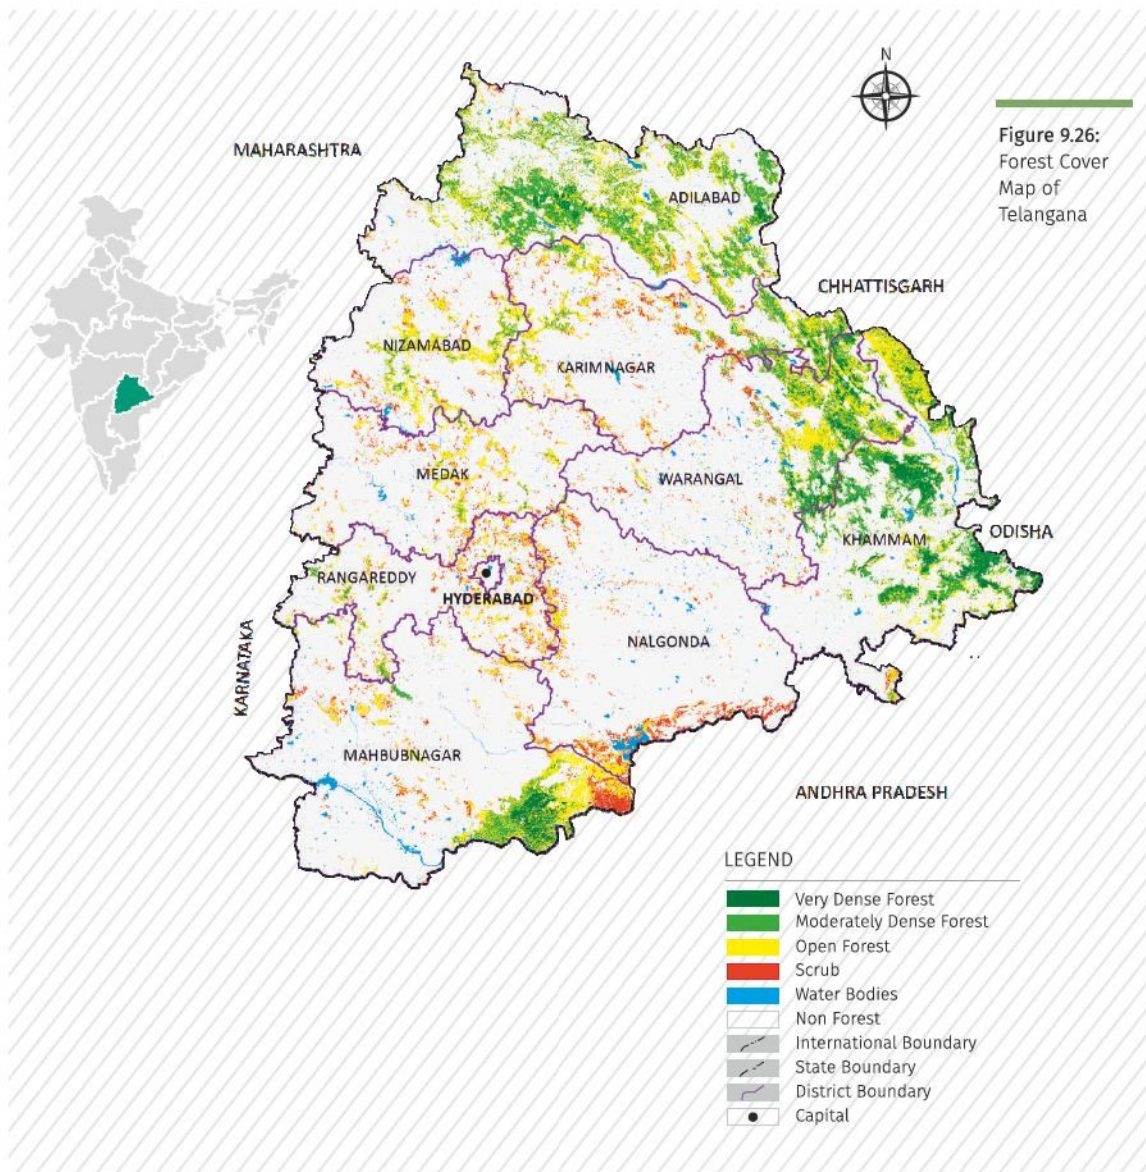 N
Figure 9.26:
Forest Cover
Map of
Telangana
MAHARASHTRA
ADILABAD
CHHATTISGARH
NIZAMABAD
KARIMNAGAR
MEDAK
WARANGAL
KHAMMAM
ODISHA
RANGAREDDY
HYDERABAD
NALGONDA
KARNATAKA
MAHBUBNAGAR
ANDHRA PRADESH
LEGEND
Very Dense Forest
Moderately Dense Forest
Open Forest
Scrub
Water Bodies
Non Forest
International Boundary
State Boundary
District Boundary
Capital